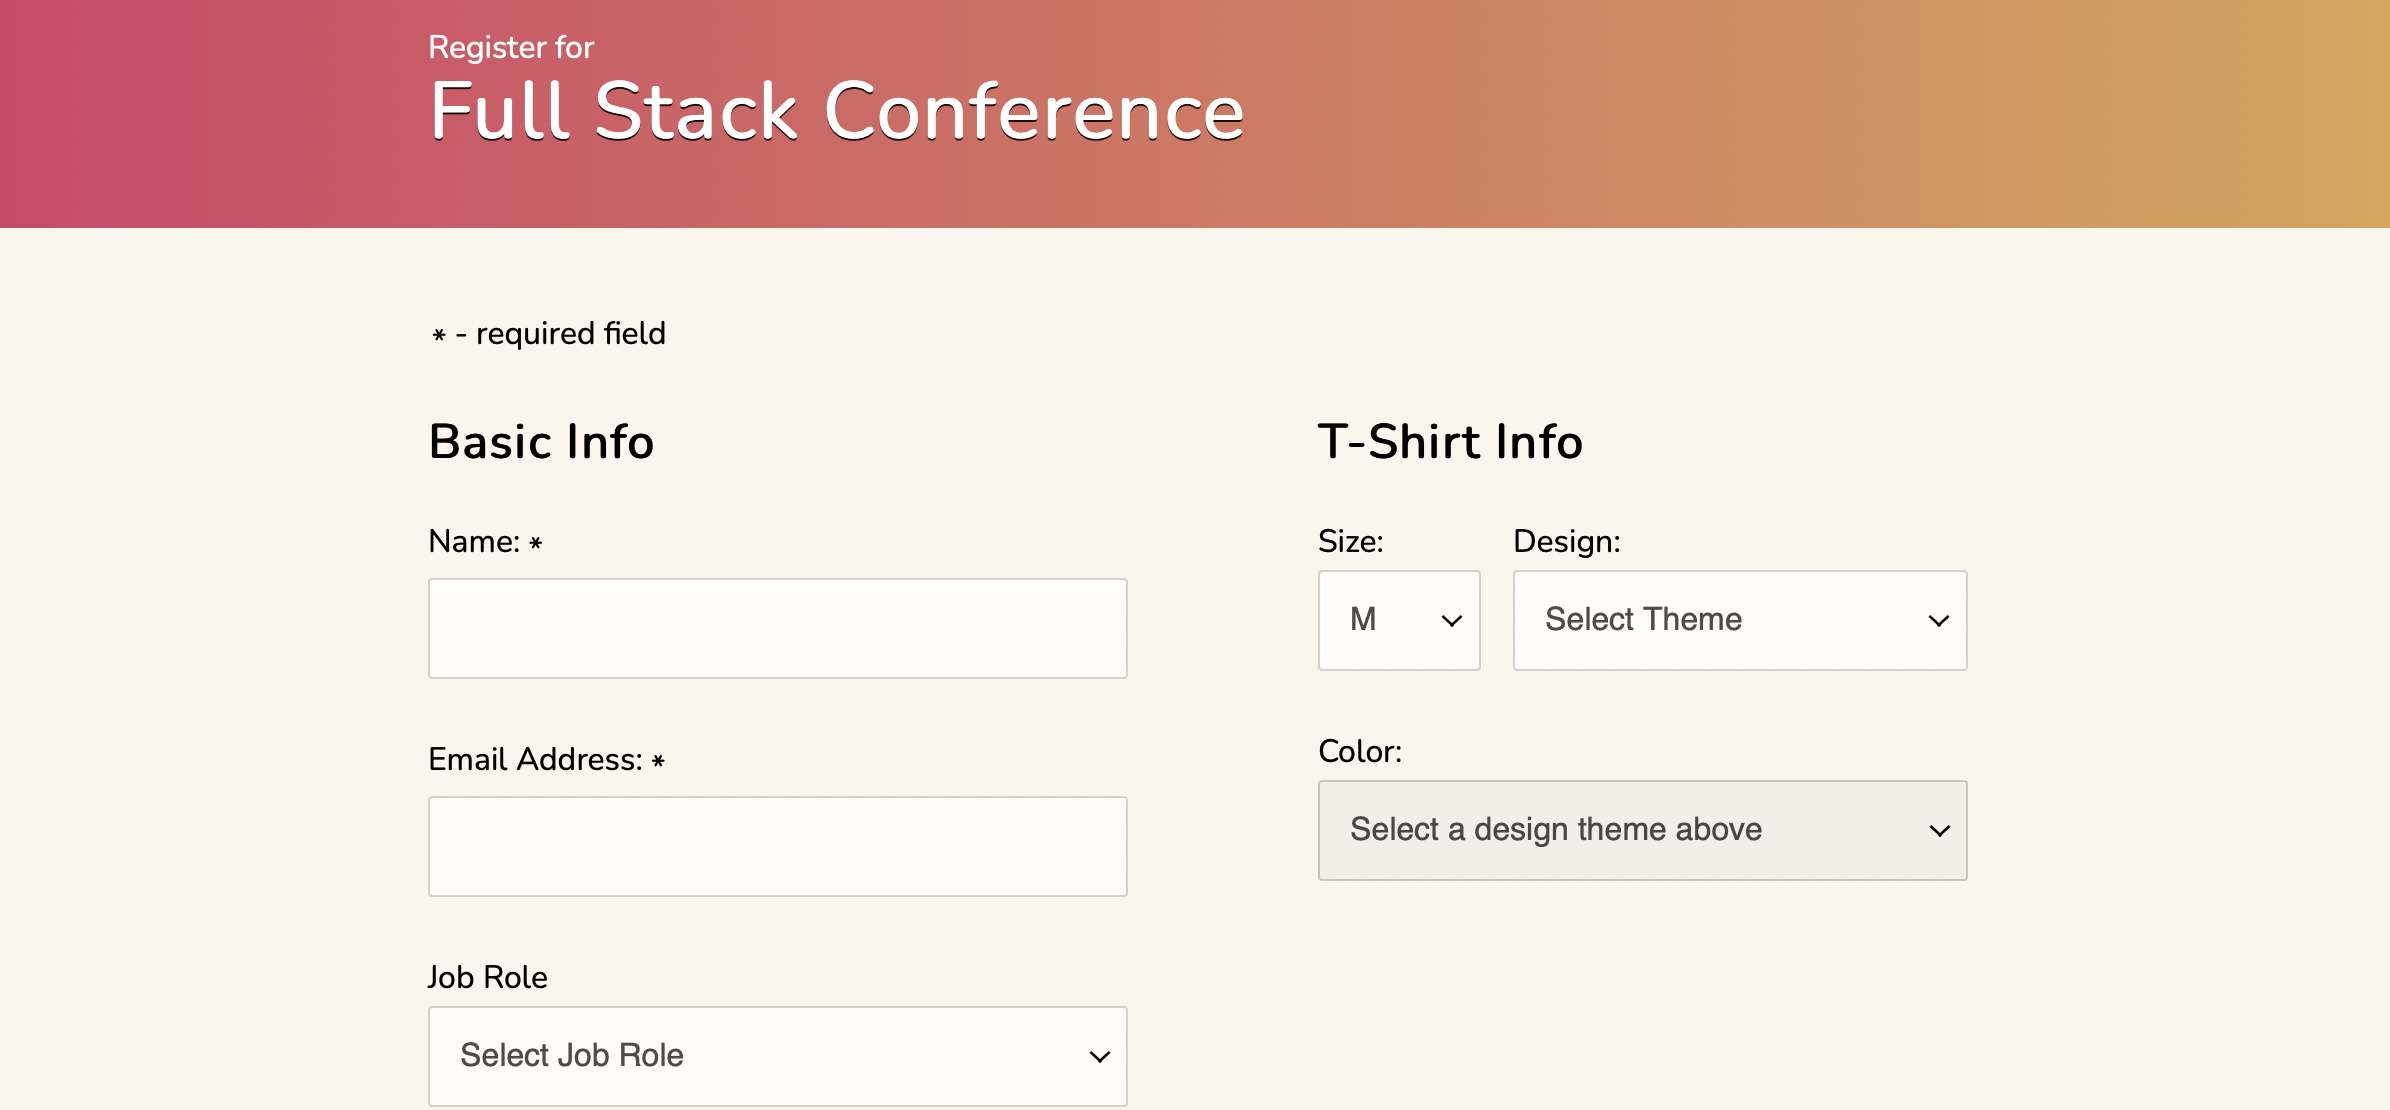 Register for
Full Stack Conference
* - required field
Basic Info
Name: *
Email Address: *
Job Role
Select Job Role
T-Shirt Info
Size:
M
Design:
Select Theme
Color:
Select a design theme above